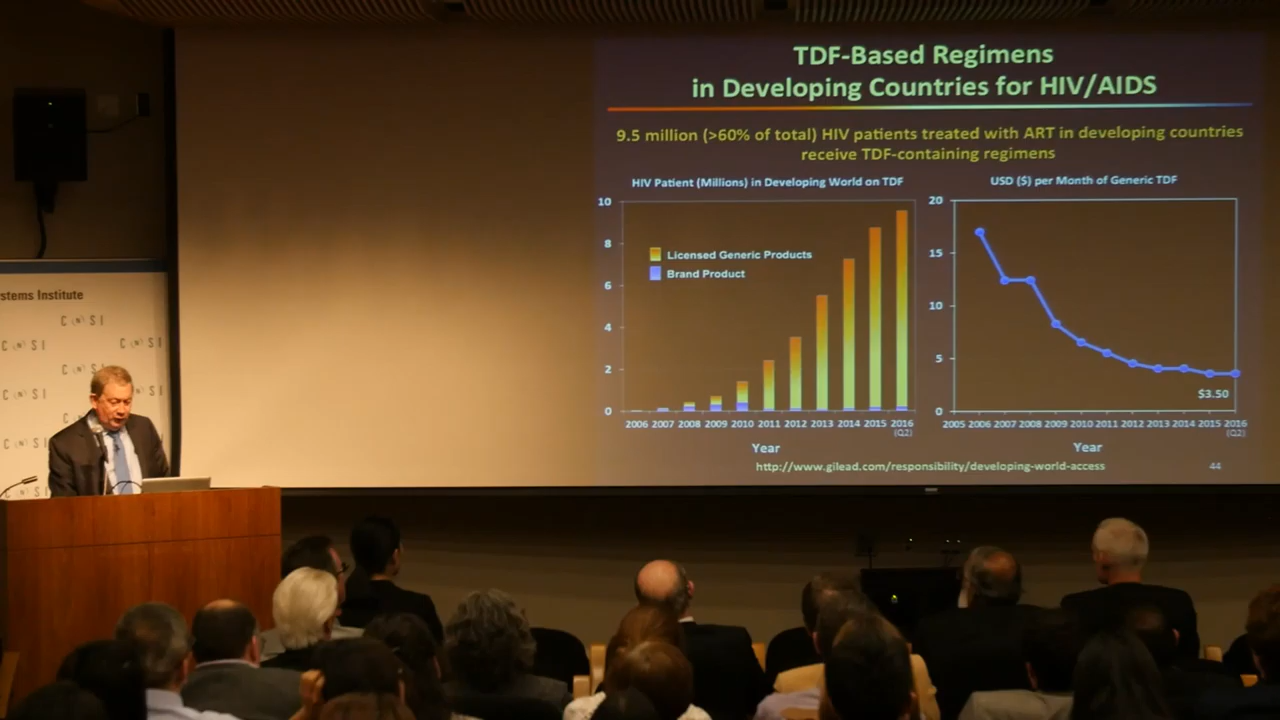 TDF-Based Regimens
in Developing Countries for HIV/AIDS
9.5 million (>60% of total) HIV patients treated with ART in developing countries
receive TDF-containing regimens
HIV Patient (Millions) in Developing World on TDF
10
8
6
4
2
0
Licensed Generic Products
Brand Product
2006 2007 2008 2009 2010 2011 2012 2013 2014 2015 2016
(Q2)
Year
USD ($) per Month of Generic TDF
20
15
10
5
0
$3.50
2005 2006 2007 2008 2009 2010 2011 2012 2013 2014 2015 2016
(Q2)
Year
http://www.gilead.com/responsibility/developing-world-access
44
stems Institute
C(N)SI
C(N)SI
C(N)SI
C(N)S
C(N)SI
(N)SI
C
C(N)S
C(N)S